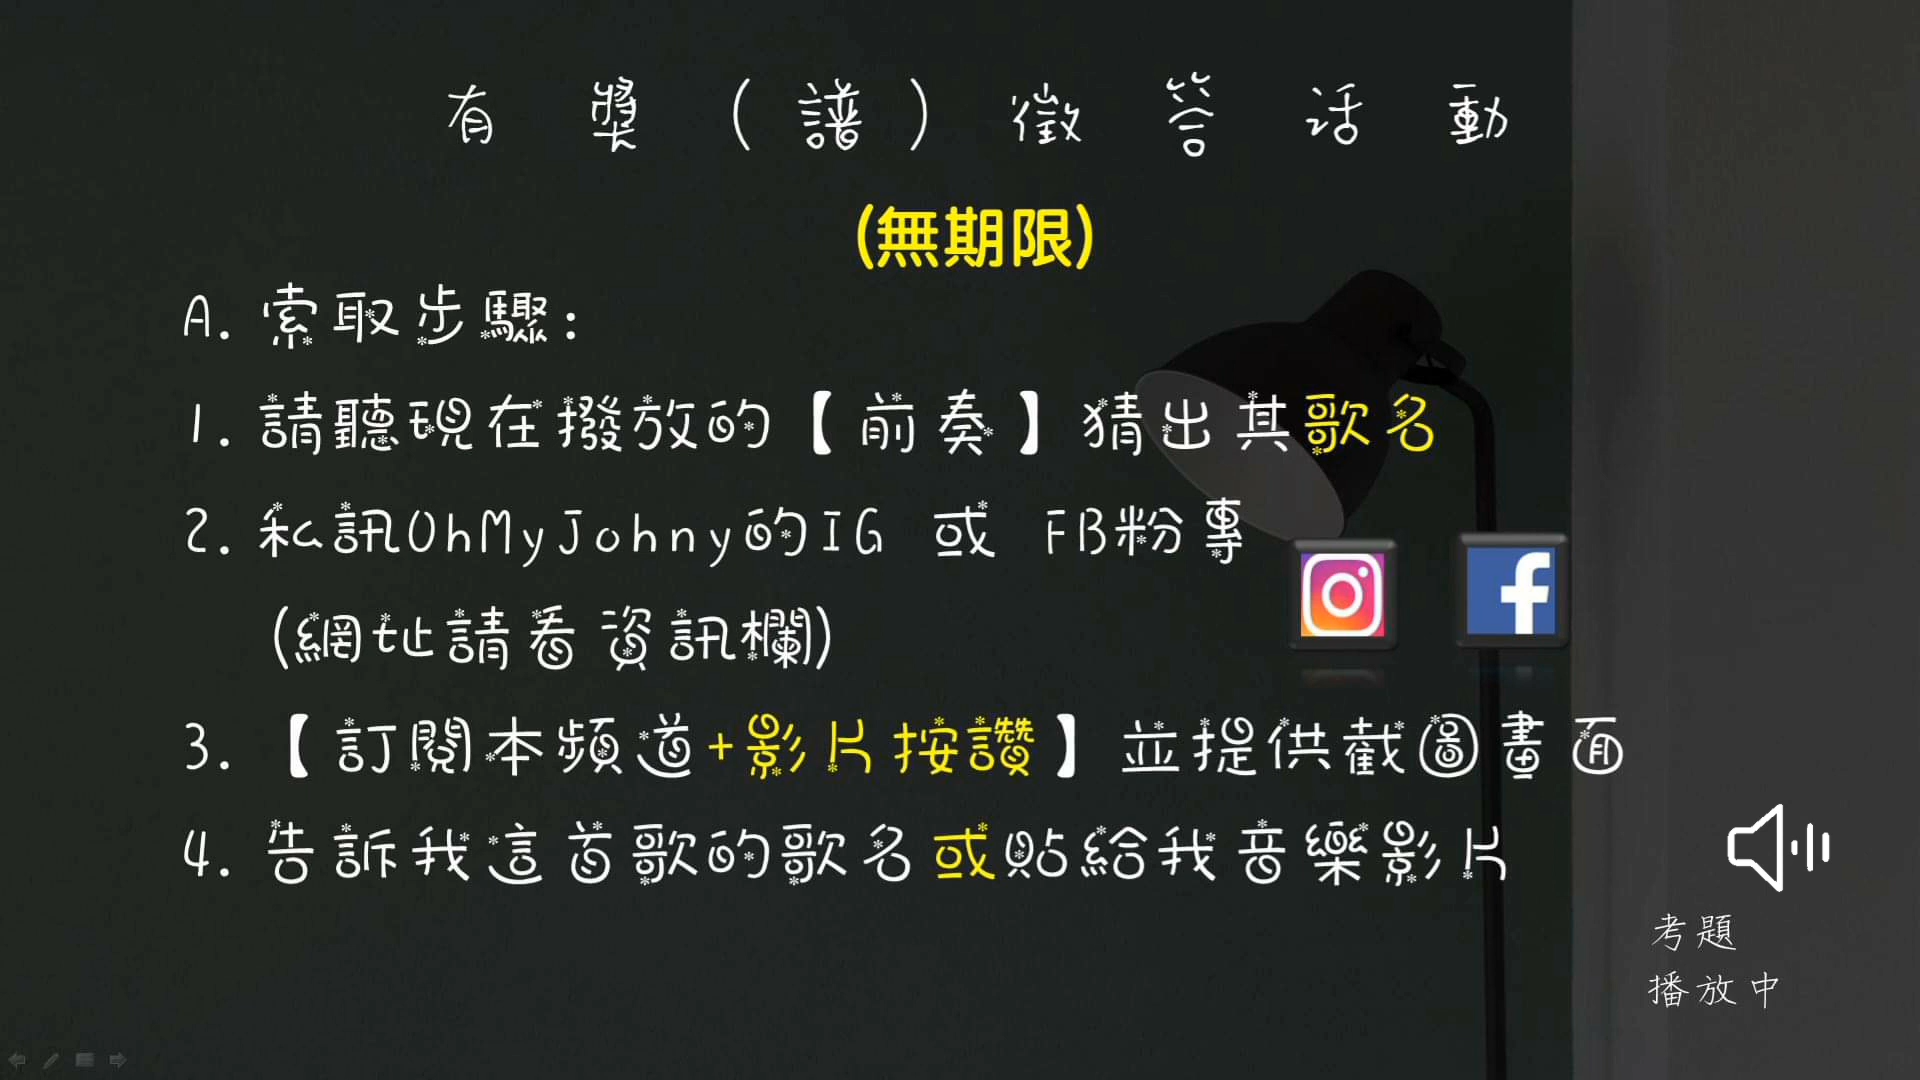 有獎(譜)徵答活動
(無期限)
A. 索取步驟:
1. 請聽現在撥放的【前奏】猜出其歌名
2. 私訊OhMyJohny的IG 或 FB粉專
(網址請看資訊欄)
3. 【訂閱本頻道+影片按讚】並提供截圖畫面
4. 告訴我這首歌的歌名或貼給我音樂影片
考題
播放中